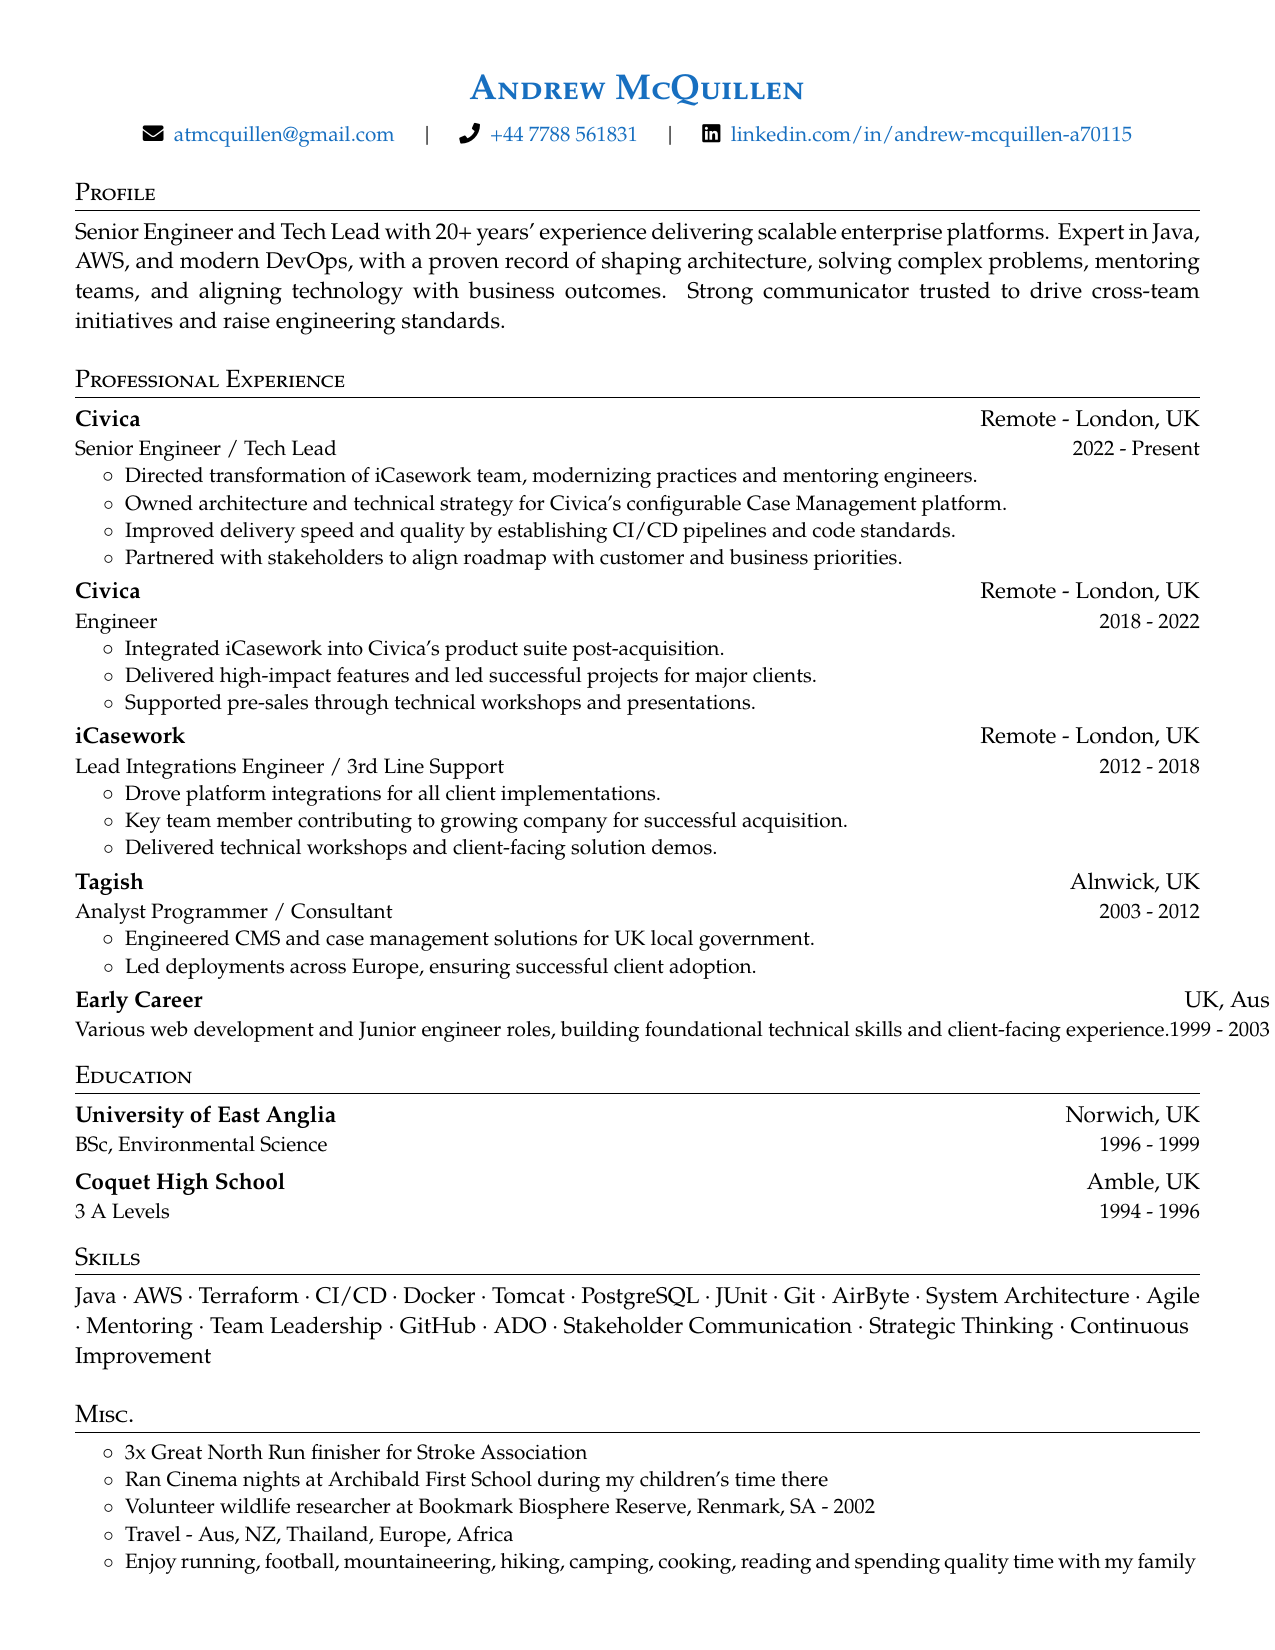 Andrew McQuillen
atmcquillen@gmail.com | +44 7788 561831 | linkedin.com/in/andrew-mcquillen-a70115
Profile
Senior Engineer and Tech Lead with 20+ years’ experience delivering scalable enterprise platforms. Expert in Java,
AWS, and modern DevOps, with a proven record of shaping architecture, solving complex problems, mentoring
teams, and aligning technology with business outcomes. Strong communicator trusted to drive cross-team
initiatives and raise engineering standards.
Professional Experience
Civica Remote - London, UK
Senior Engineer / Tech Lead 2022 - Present
◦ Directed transformation of iCasework team, modernizing practices and mentoring engineers.
◦ Owned architecture and technical strategy for Civica’s configurable Case Management platform.
◦ Improved delivery speed and quality by establishing CI/CD pipelines and code standards.
◦ Partnered with stakeholders to align roadmap with customer and business priorities.
Civica Remote - London, UK
Engineer 2018 - 2022
◦ Integrated iCasework into Civica’s product suite post-acquisition.
◦ Delivered high-impact features and led successful projects for major clients.
◦ Supported pre-sales through technical workshops and presentations.
iCasework Remote - London, UK
Lead Integrations Engineer / 3rd Line Support 2012 - 2018
◦ Drove platform integrations for all client implementations.
◦ Key team member contributing to growing company for successful acquisition.
◦ Delivered technical workshops and client-facing solution demos.
Tagish Alnwick, UK
Analyst Programmer / Consultant 2003 - 2012
◦ Engineered CMS and case management solutions for UK local government.
◦ Led deployments across Europe, ensuring successful client adoption.
Early Career UK, Aus
Various web development and Junior engineer roles, building foundational technical skills and client-facing experience.1999 - 2003
Education
University of East Anglia Norwich, UK
BSc, Environmental Science 1996 - 1999
Coquet High School Amble, UK
3 A Levels 1994 - 1996
Skills
Java · AWS · Terraform · CI/CD · Docker · Tomcat · PostgreSQL · JUnit · Git · AirByte · System Architecture · Agile
· Mentoring · Team Leadership · GitHub · ADO · Stakeholder Communication · Strategic Thinking · Continuous
Improvement
Misc.
◦ 3x Great North Run finisher for Stroke Association
◦ Ran Cinema nights at Archibald First School during my children’s time there
◦ Volunteer wildlife researcher at Bookmark Biosphere Reserve, Renmark, SA - 2002
◦ Travel - Aus, NZ, Thailand, Europe, Africa
◦ Enjoy running, football, mountaineering, hiking, camping, cooking, reading and spending quality time with my family